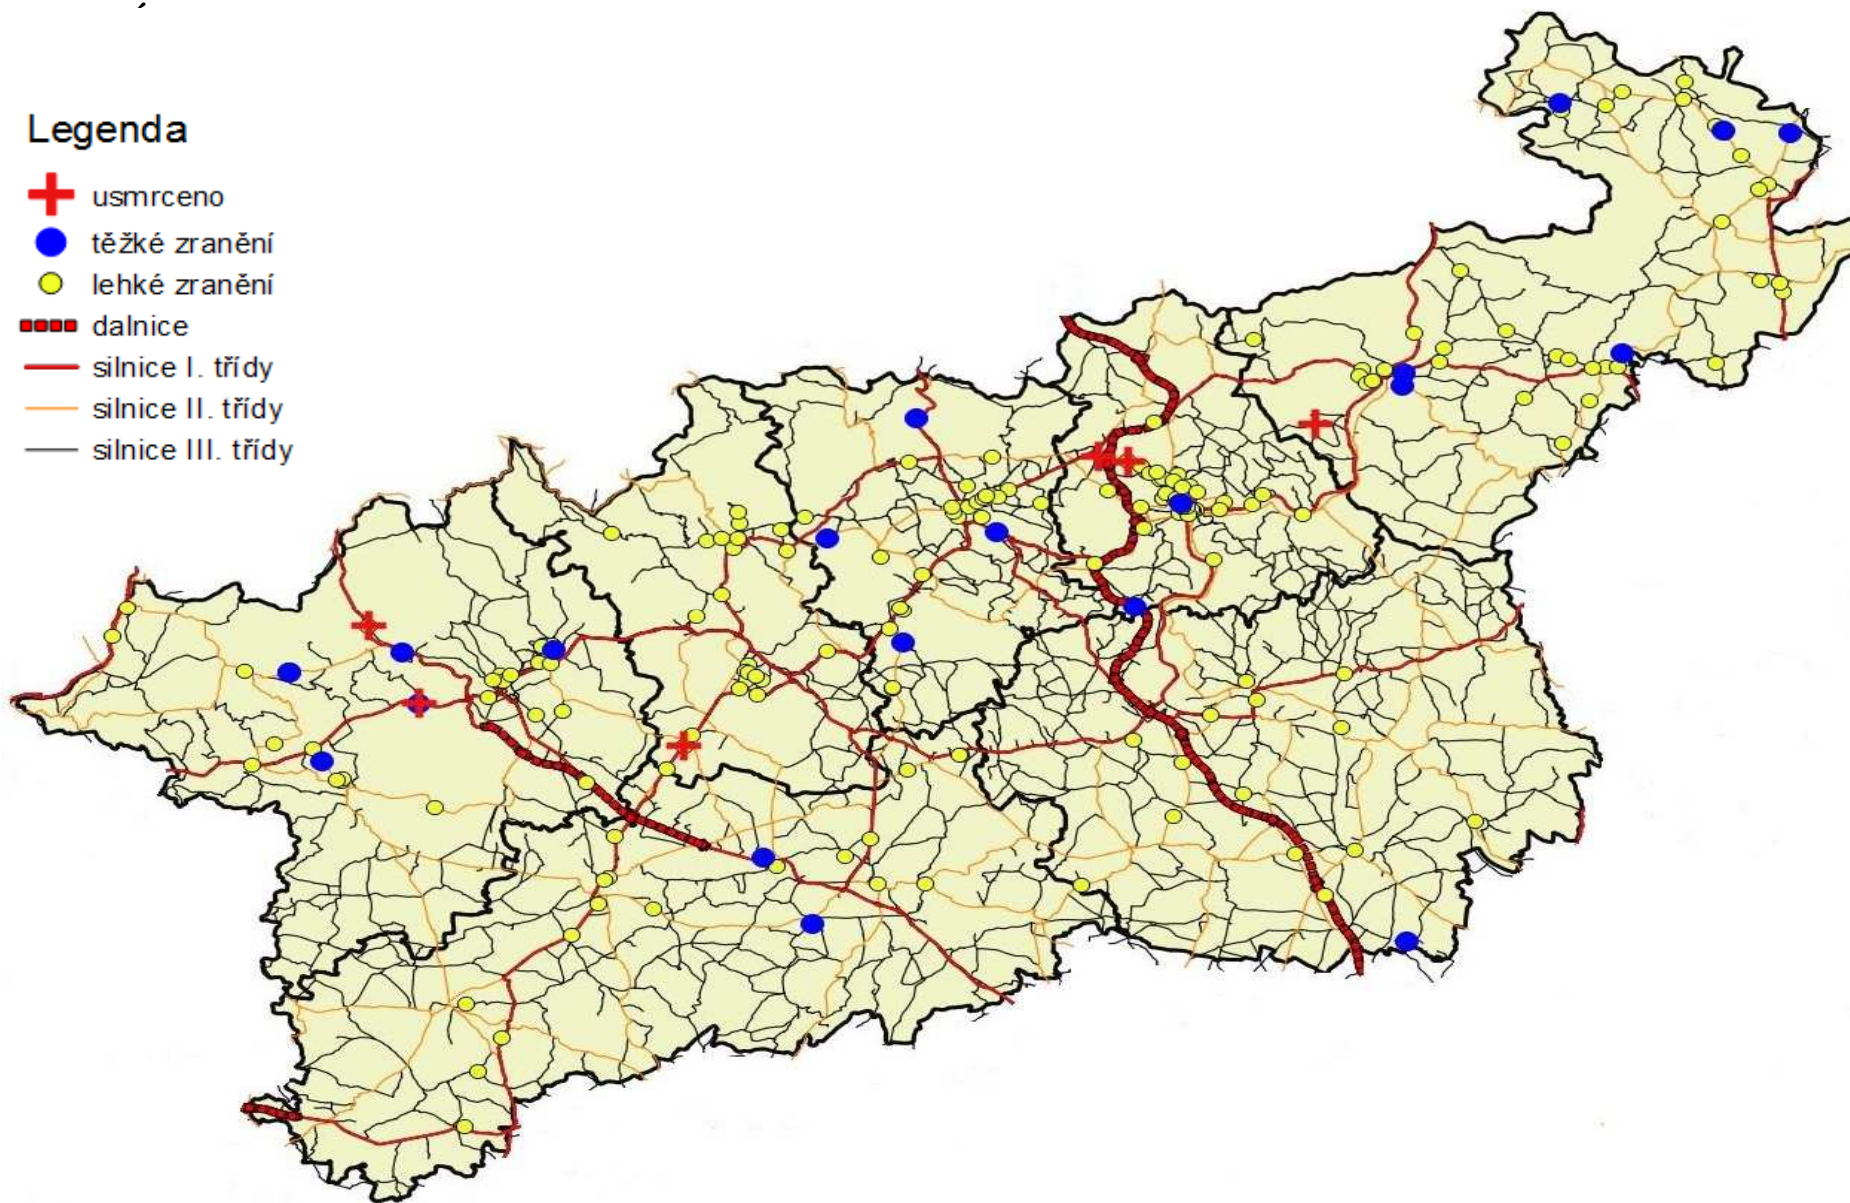 Legenda
usmrceno
těžké zranění
lehké zranění
dalnice
silnice I. třídy
silnice II. třídy
silnice III. třídy